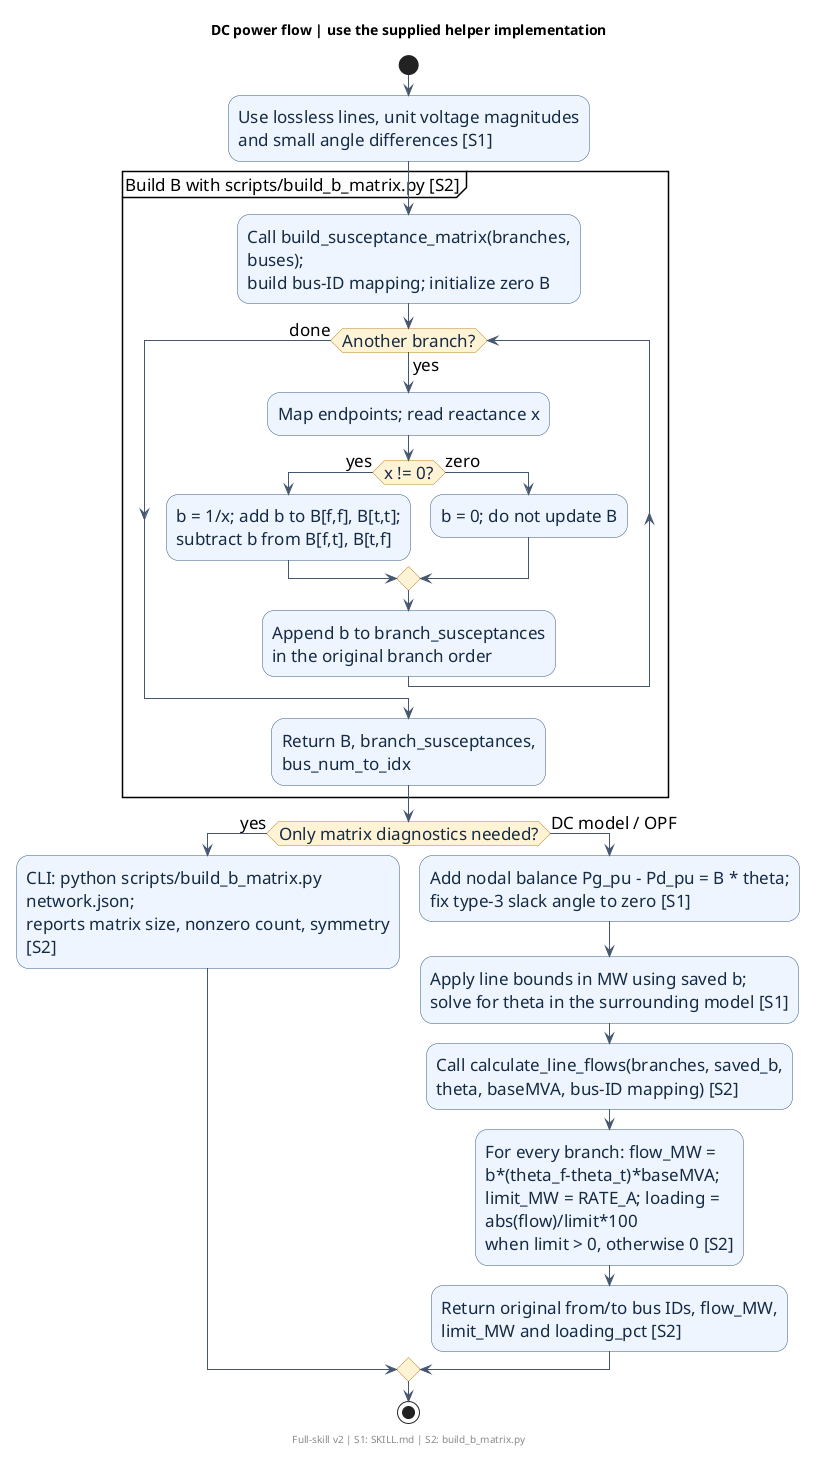 DC power flow | use the supplied helper implementation
Use lossless lines, unit voltage magnitudes
and small angle differences [S1]
Build B with scripts/build_b_matrix.py [S2]
Call build_susceptance_matrix(branches,
buses);
build bus-ID mapping; initialize zero B
done
Another branch?
yes
Map endpoints; read reactance x
yes
x != 0?
zero
b = 1/x; add b to B[f,f], B[t,t];
subtract b from B[f,t], B[t,f]
b = 0; do not update B
Append b to branch_susceptances
in the original branch order
Return B, branch_susceptances,
bus_num_to_idx
yes
Only matrix diagnostics needed?
DC model / OPF
CLI: python scripts/build_b_matrix.py
network.json;
reports matrix size, nonzero count, symmetry
[S2]
Add nodal balance Pg_pu - Pd_pu = B * theta;
fix type-3 slack angle to zero [S1]
Apply line bounds in MW using saved b;
solve for theta in the surrounding model [S1]
Call calculate_line_flows(branches, saved_b,
theta, baseMVA, bus-ID mapping) [S2]
For every branch: flow_MW =
b*(theta_f-theta_t)*baseMVA;
limit_MW = RATE_A; loading =
abs(flow)/limit*100
when limit > 0, otherwise 0 [S2]
Return original from/to bus IDs, flow_MW,
limit_MW and loading_pct [S2]
Full-skill v2 | S1: SKILL.md | S2: build_b_matrix.py